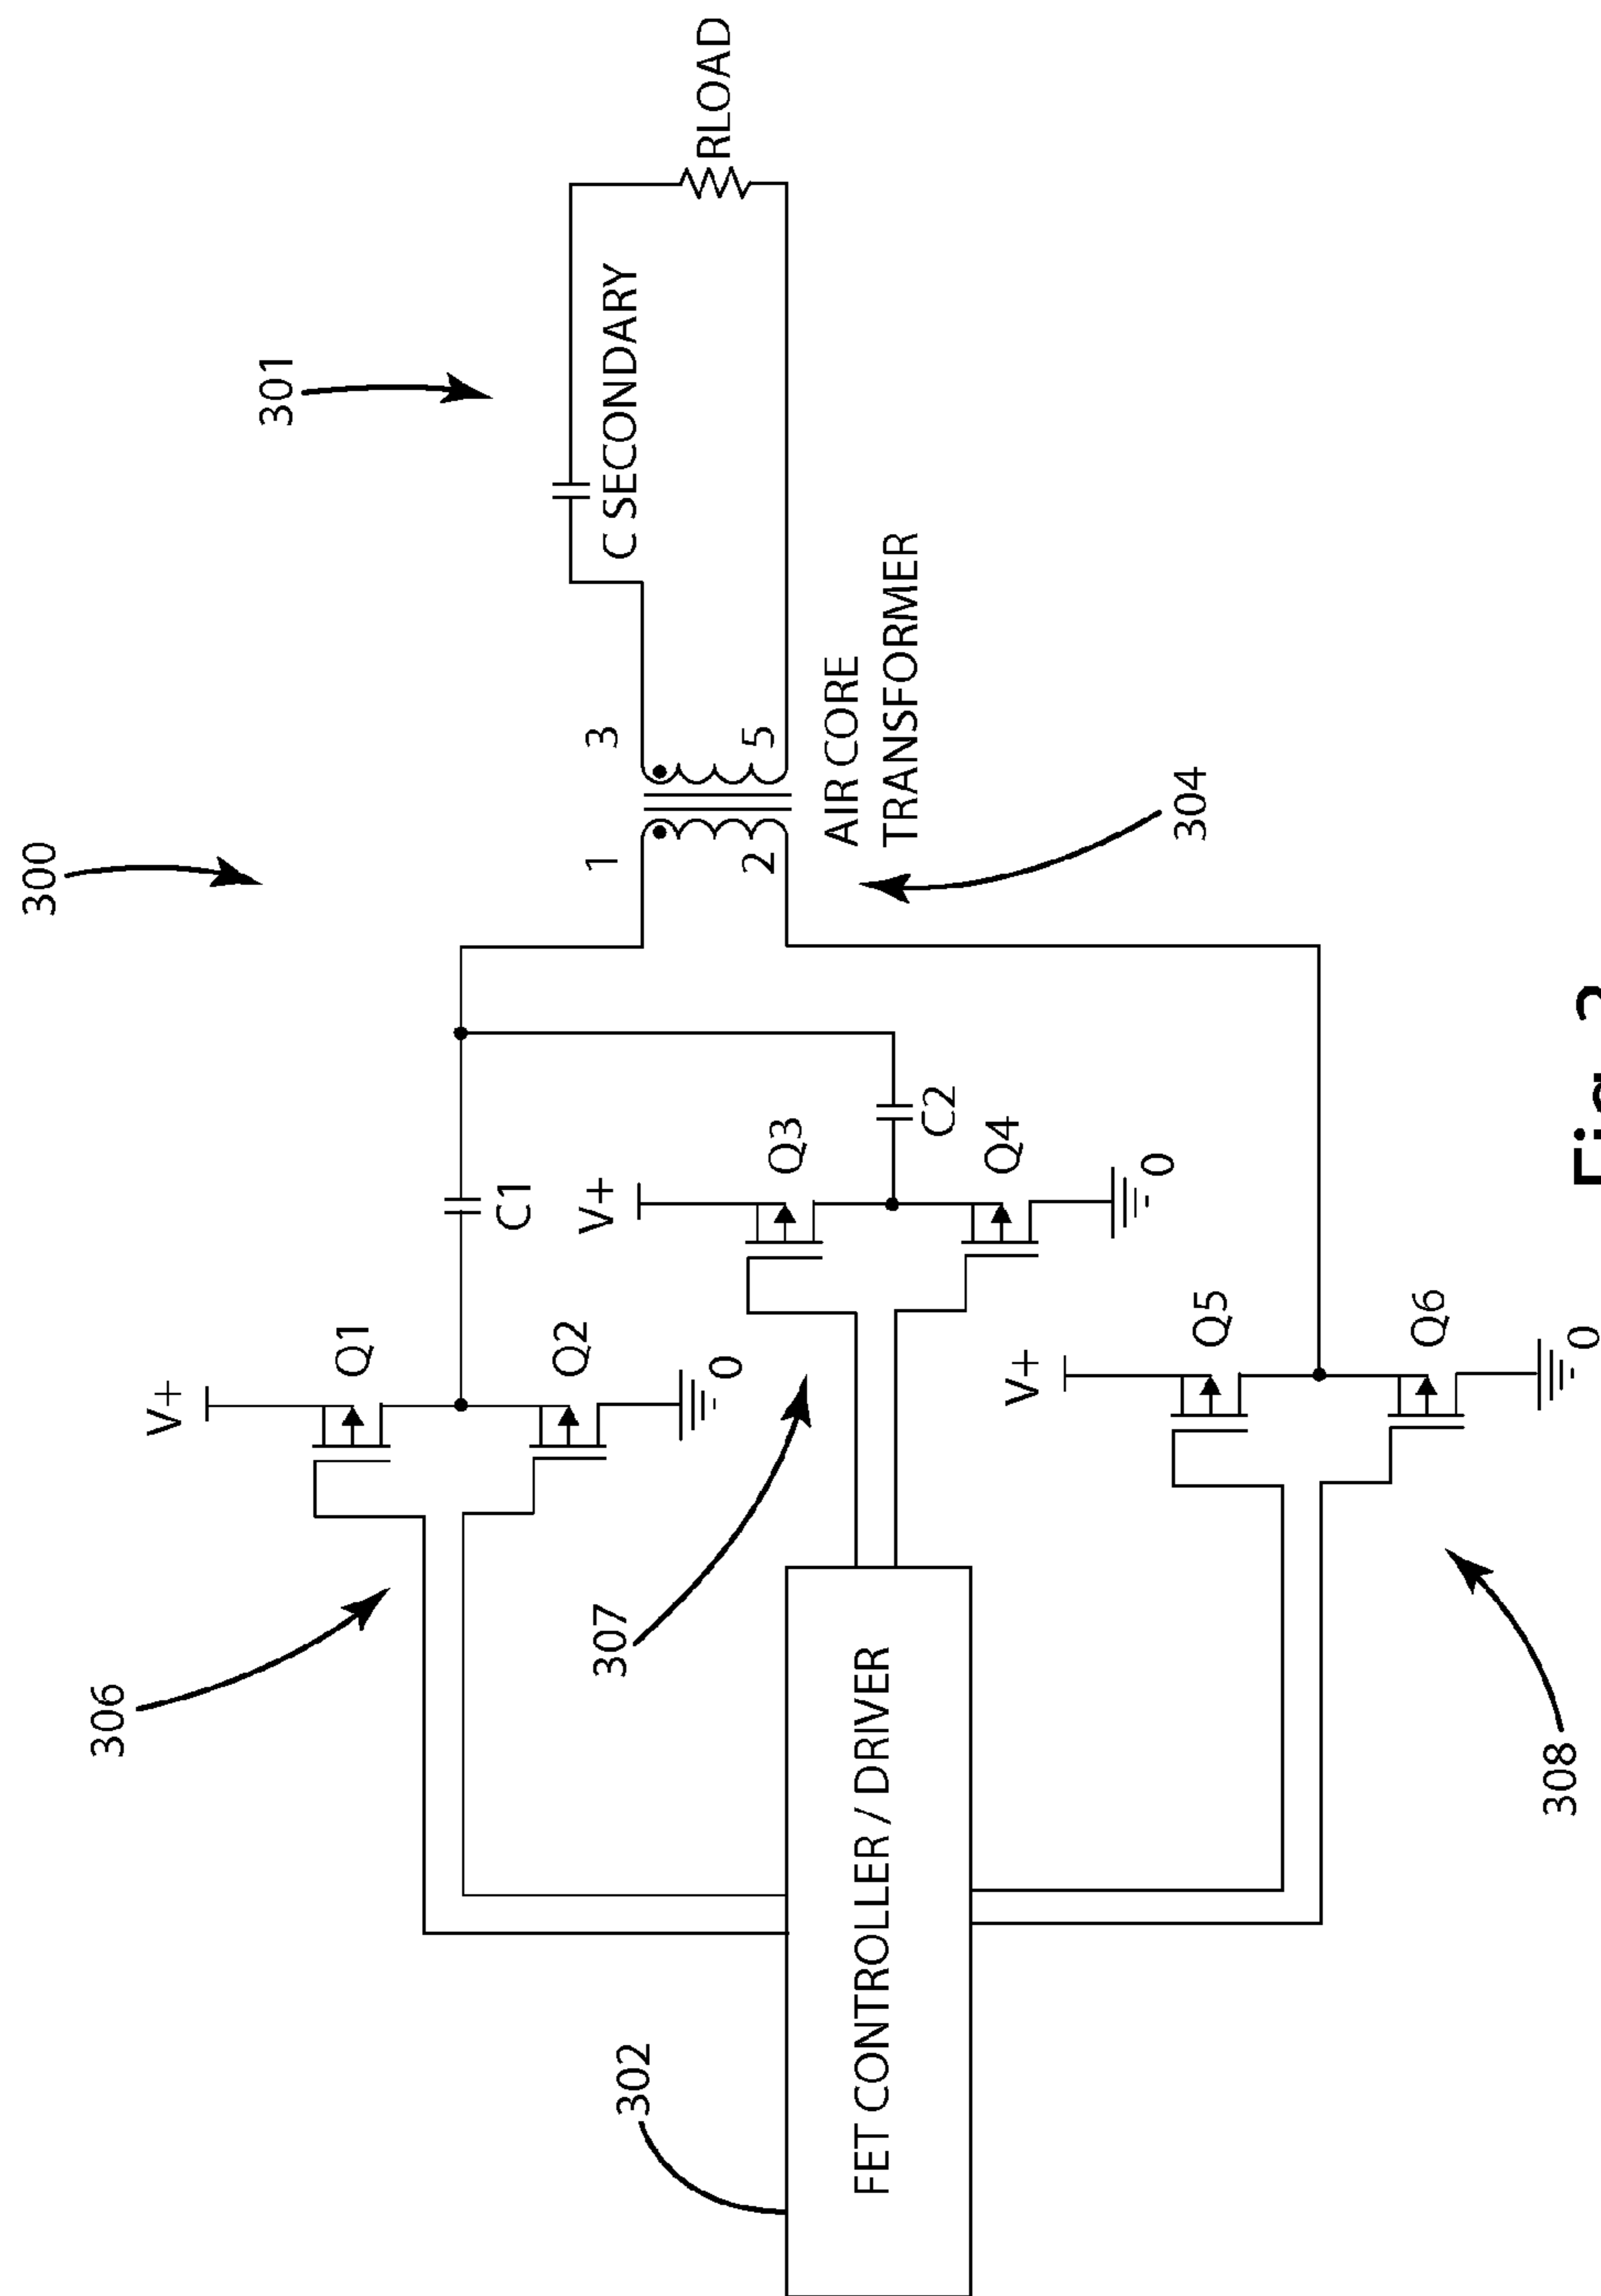 300
306
V+
301
Q1
C1
Q2
V+
1
3
307
C SECONDARY
302
RLOAD
0
2
5
Q3
AIR CORE
TRANSFORMER
FET CONTROLLER / DRIVER
C2
Q4
V+
0
304
Q5
Q6
308
0
Fig.